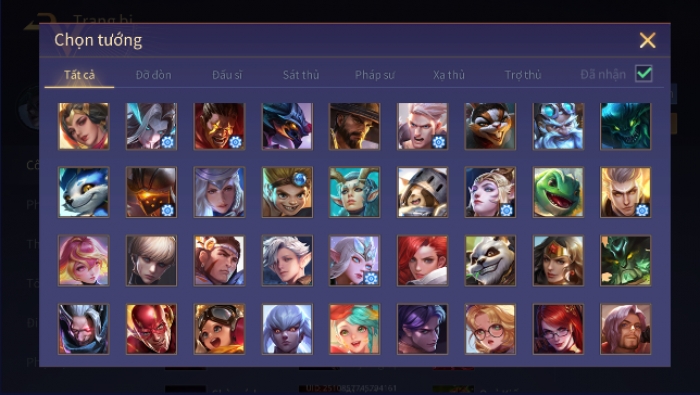 Trang bị
Chọn tướng
Tất cả
Đỡ đòn
Đấu sĩ
Sát thủ
Pháp sư
Xạ thủ
Trợ thủ
Đã nhận